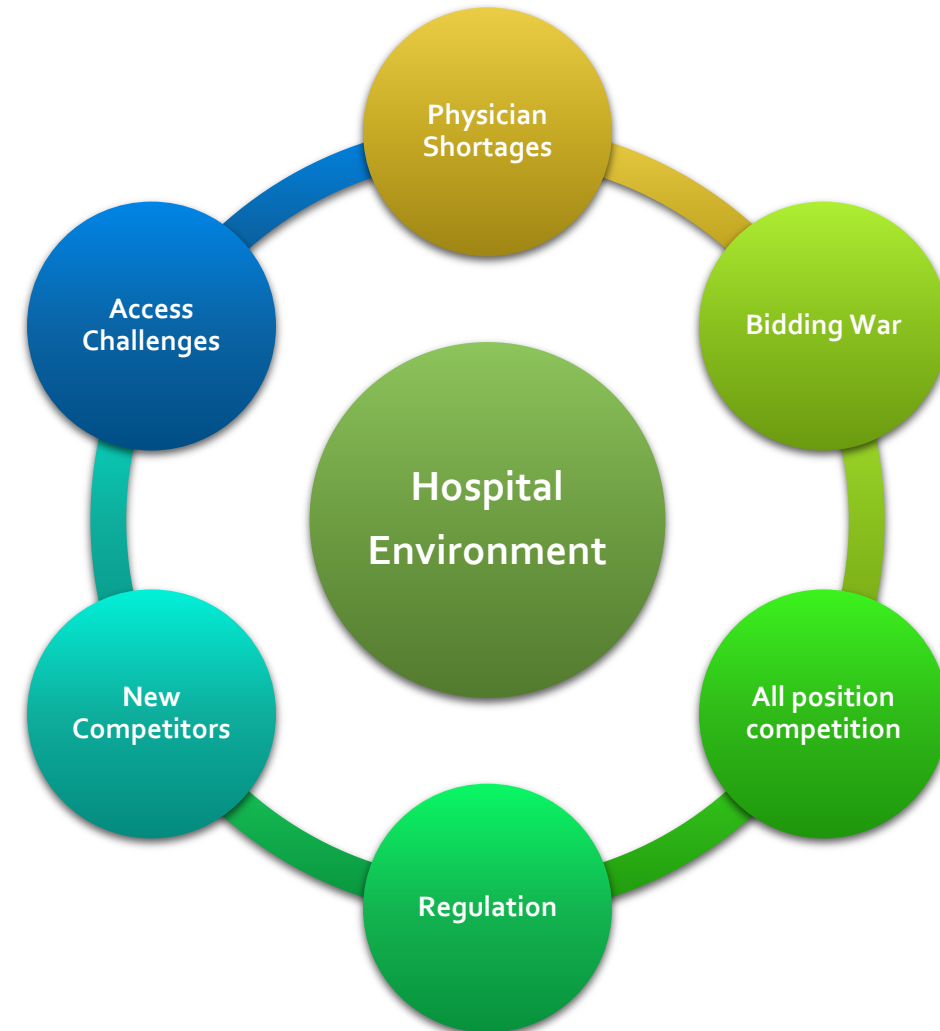 Physician
Shortages
Bidding War
All position
competition
Regulation
New
Competitors
Access
Challenges
Hospital
Environment